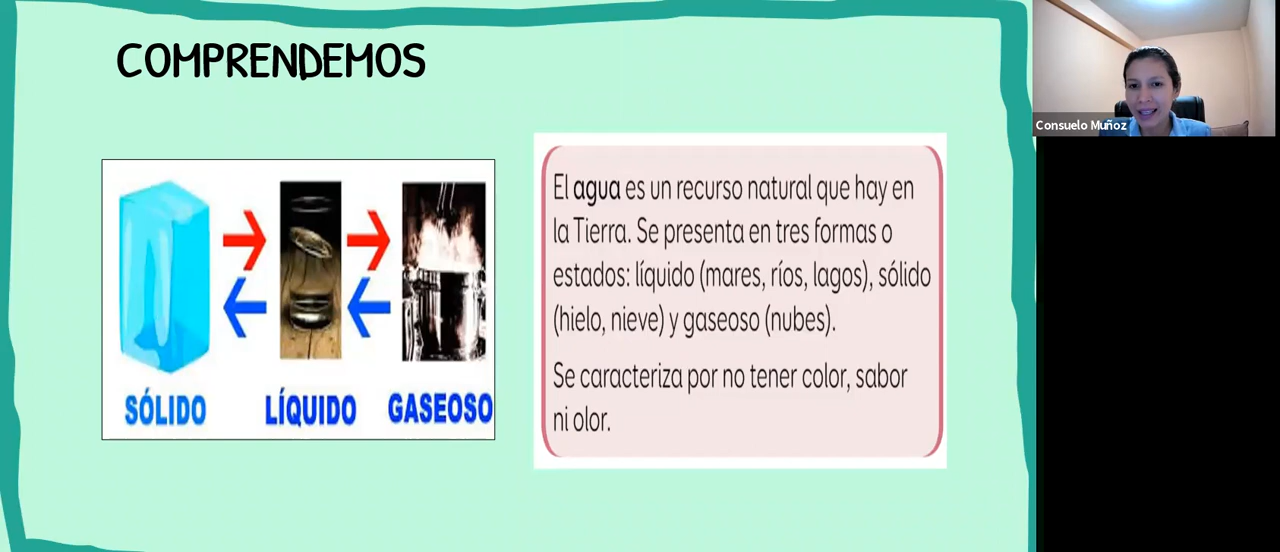 COMPRENDEMOS
SÓLIDO
LÍQUIDO
GASEOSO
El agua es un recurso natural que hay en
la Tierra. Se presenta en tres formas o
estados: líquido (mares, ríos, lagos), sólido
(hielo, nieve) y gaseoso (nubes).
Se caracteriza por no tener color, sabor
ni olor.
Consuelo Muñoz